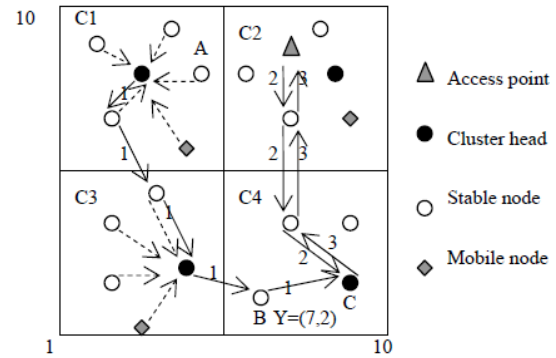 10
C1
A
C2
1
2
3
Access point
1
2
3
Cluster head
C3
C4
Stable node
1
3
2
1
1
C
Mobile node
B Y=(7,2)
1
10